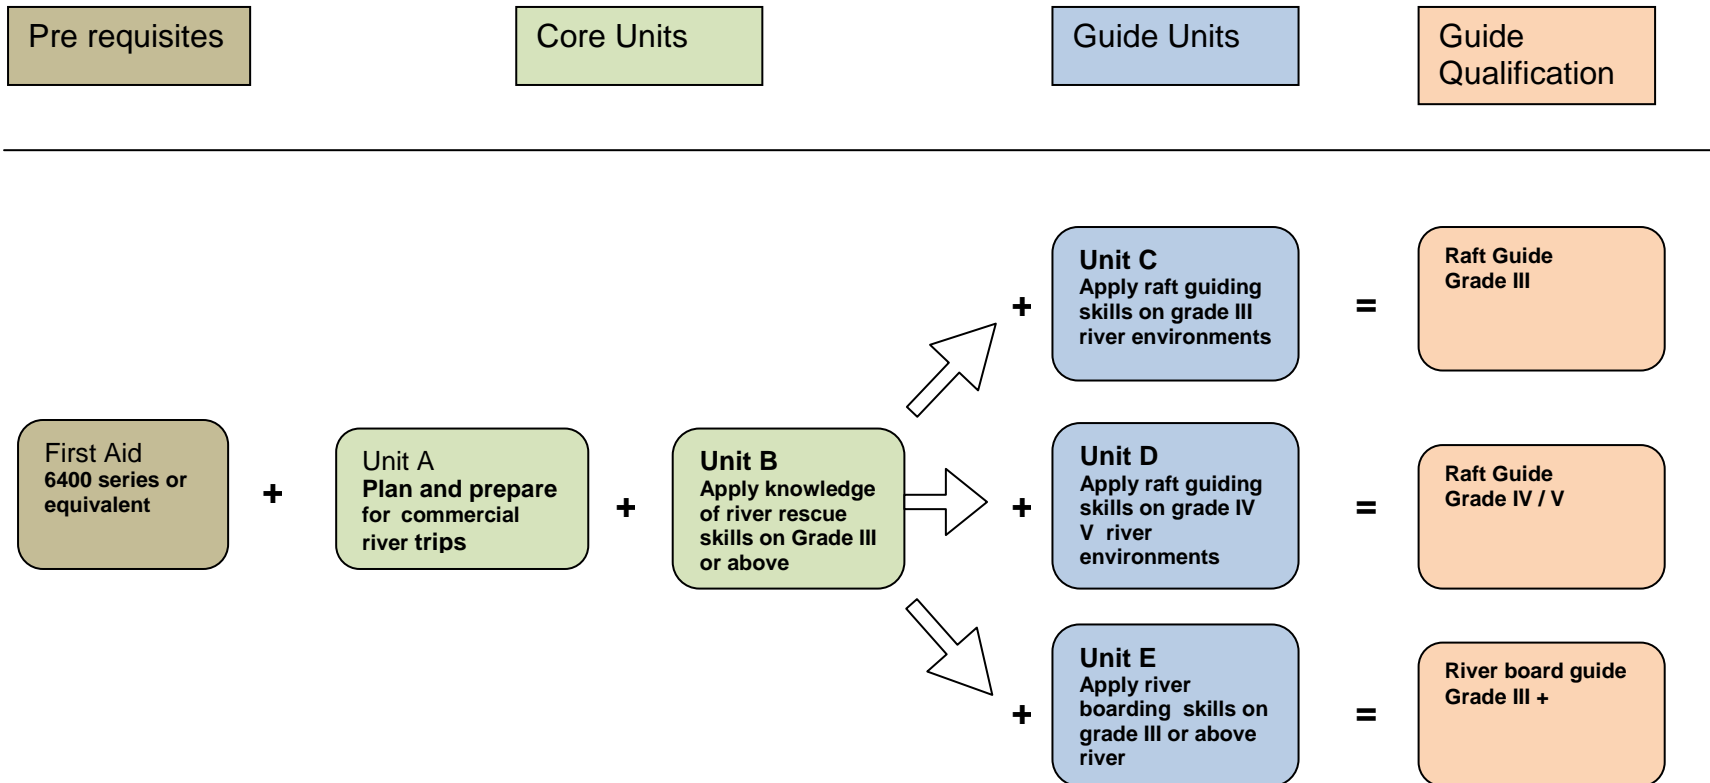 Pre requisites
Core Units
Guide Units
Guide
Qualification
First Aid
6400 series or
equivalent
+
Unit A
Plan and prepare
for commercial
river trips
+
Unit B
Apply knowledge
of river rescue
skills on Grade III
or above
+
Unit C
Apply raft guiding
skills on grade III
river environments
=
Raft Guide
Grade III
+
Unit D
Apply raft guiding
skills on grade IV
V river
environments
=
Raft Guide
Grade IV / V
+
Unit E
Apply river
boarding skills on
grade III or above
river
=
River board guide
Grade III +